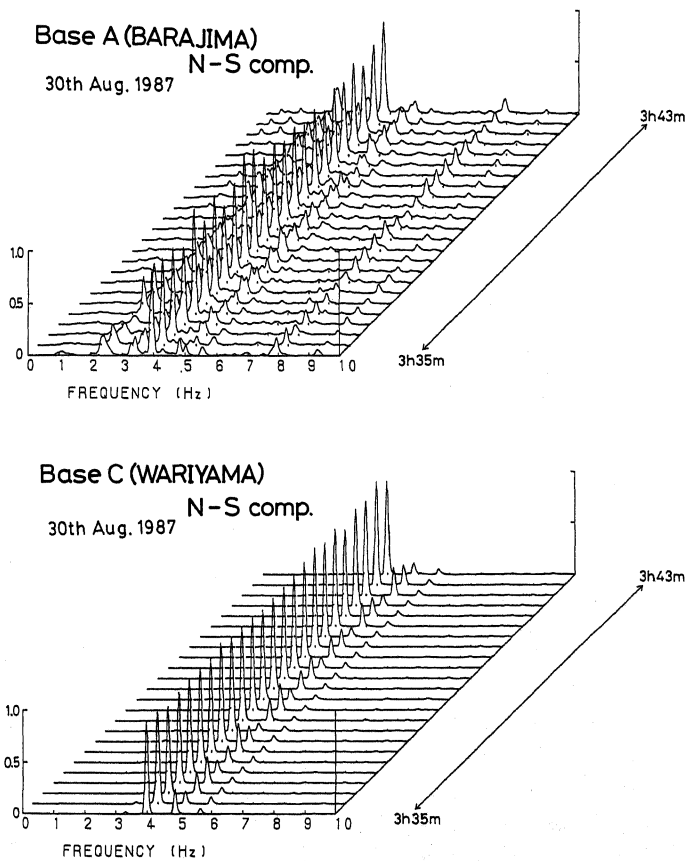 Base A (BARAJIMA)
N-S comp.
30th Aug. 1987
3h43m
1.0
0.5
0
0 1 2 3 4 5 6 7 8 9 10
3h35m
FREQUENCY (Hz)
Base C (WARIYAMA)
N-S comp.
30th Aug. 1987
3h43m
1.0
0.5
0
0 1 2 3 4 5 6 7 8 9 10
3h35m
FREQUENCY (Hz)